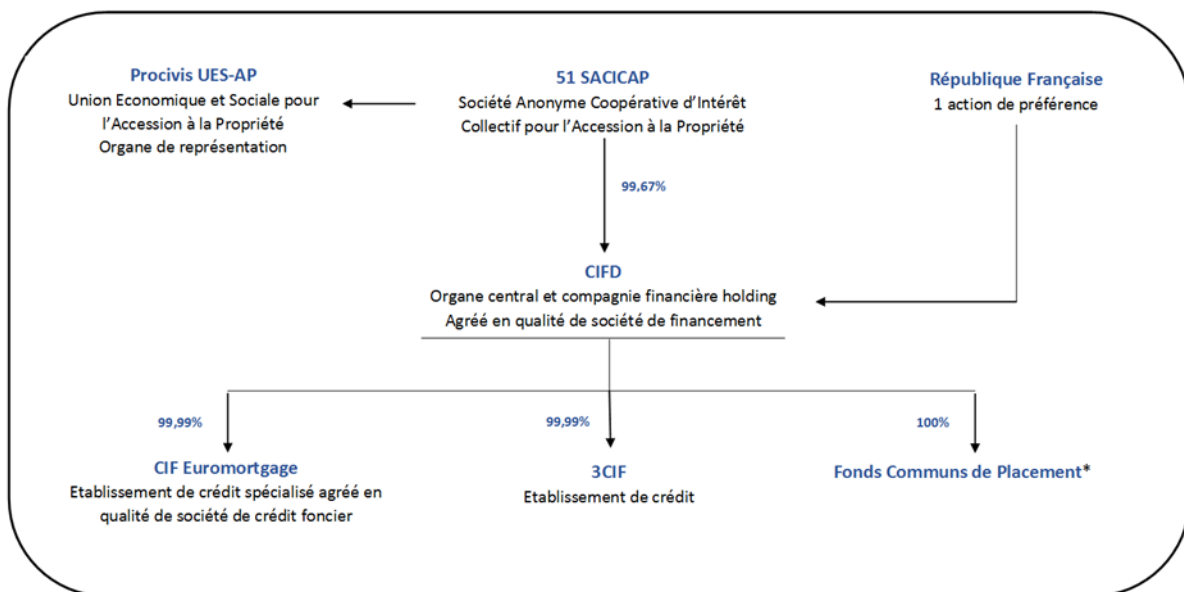 Procivis UES-AP
Union Economique et Sociale pour
l'Accession à la Propriété
Organe de représentation
51 SACICAP
Société Anonyme Coopérative d'Intérêt
Collectif pour l'Accession à la Propriété
République Française
1 action de préférence
99,67%
CIFD
Organe central et compagnie financière holding
Agréé en qualité de société de financement
99,99%
99,99%
100%
CIF Euromortgage
Etablissement de crédit spécialisé agréé en
qualité de société de crédit foncier
3CIF
Etablissement de crédit
Fonds Communs de Placement*